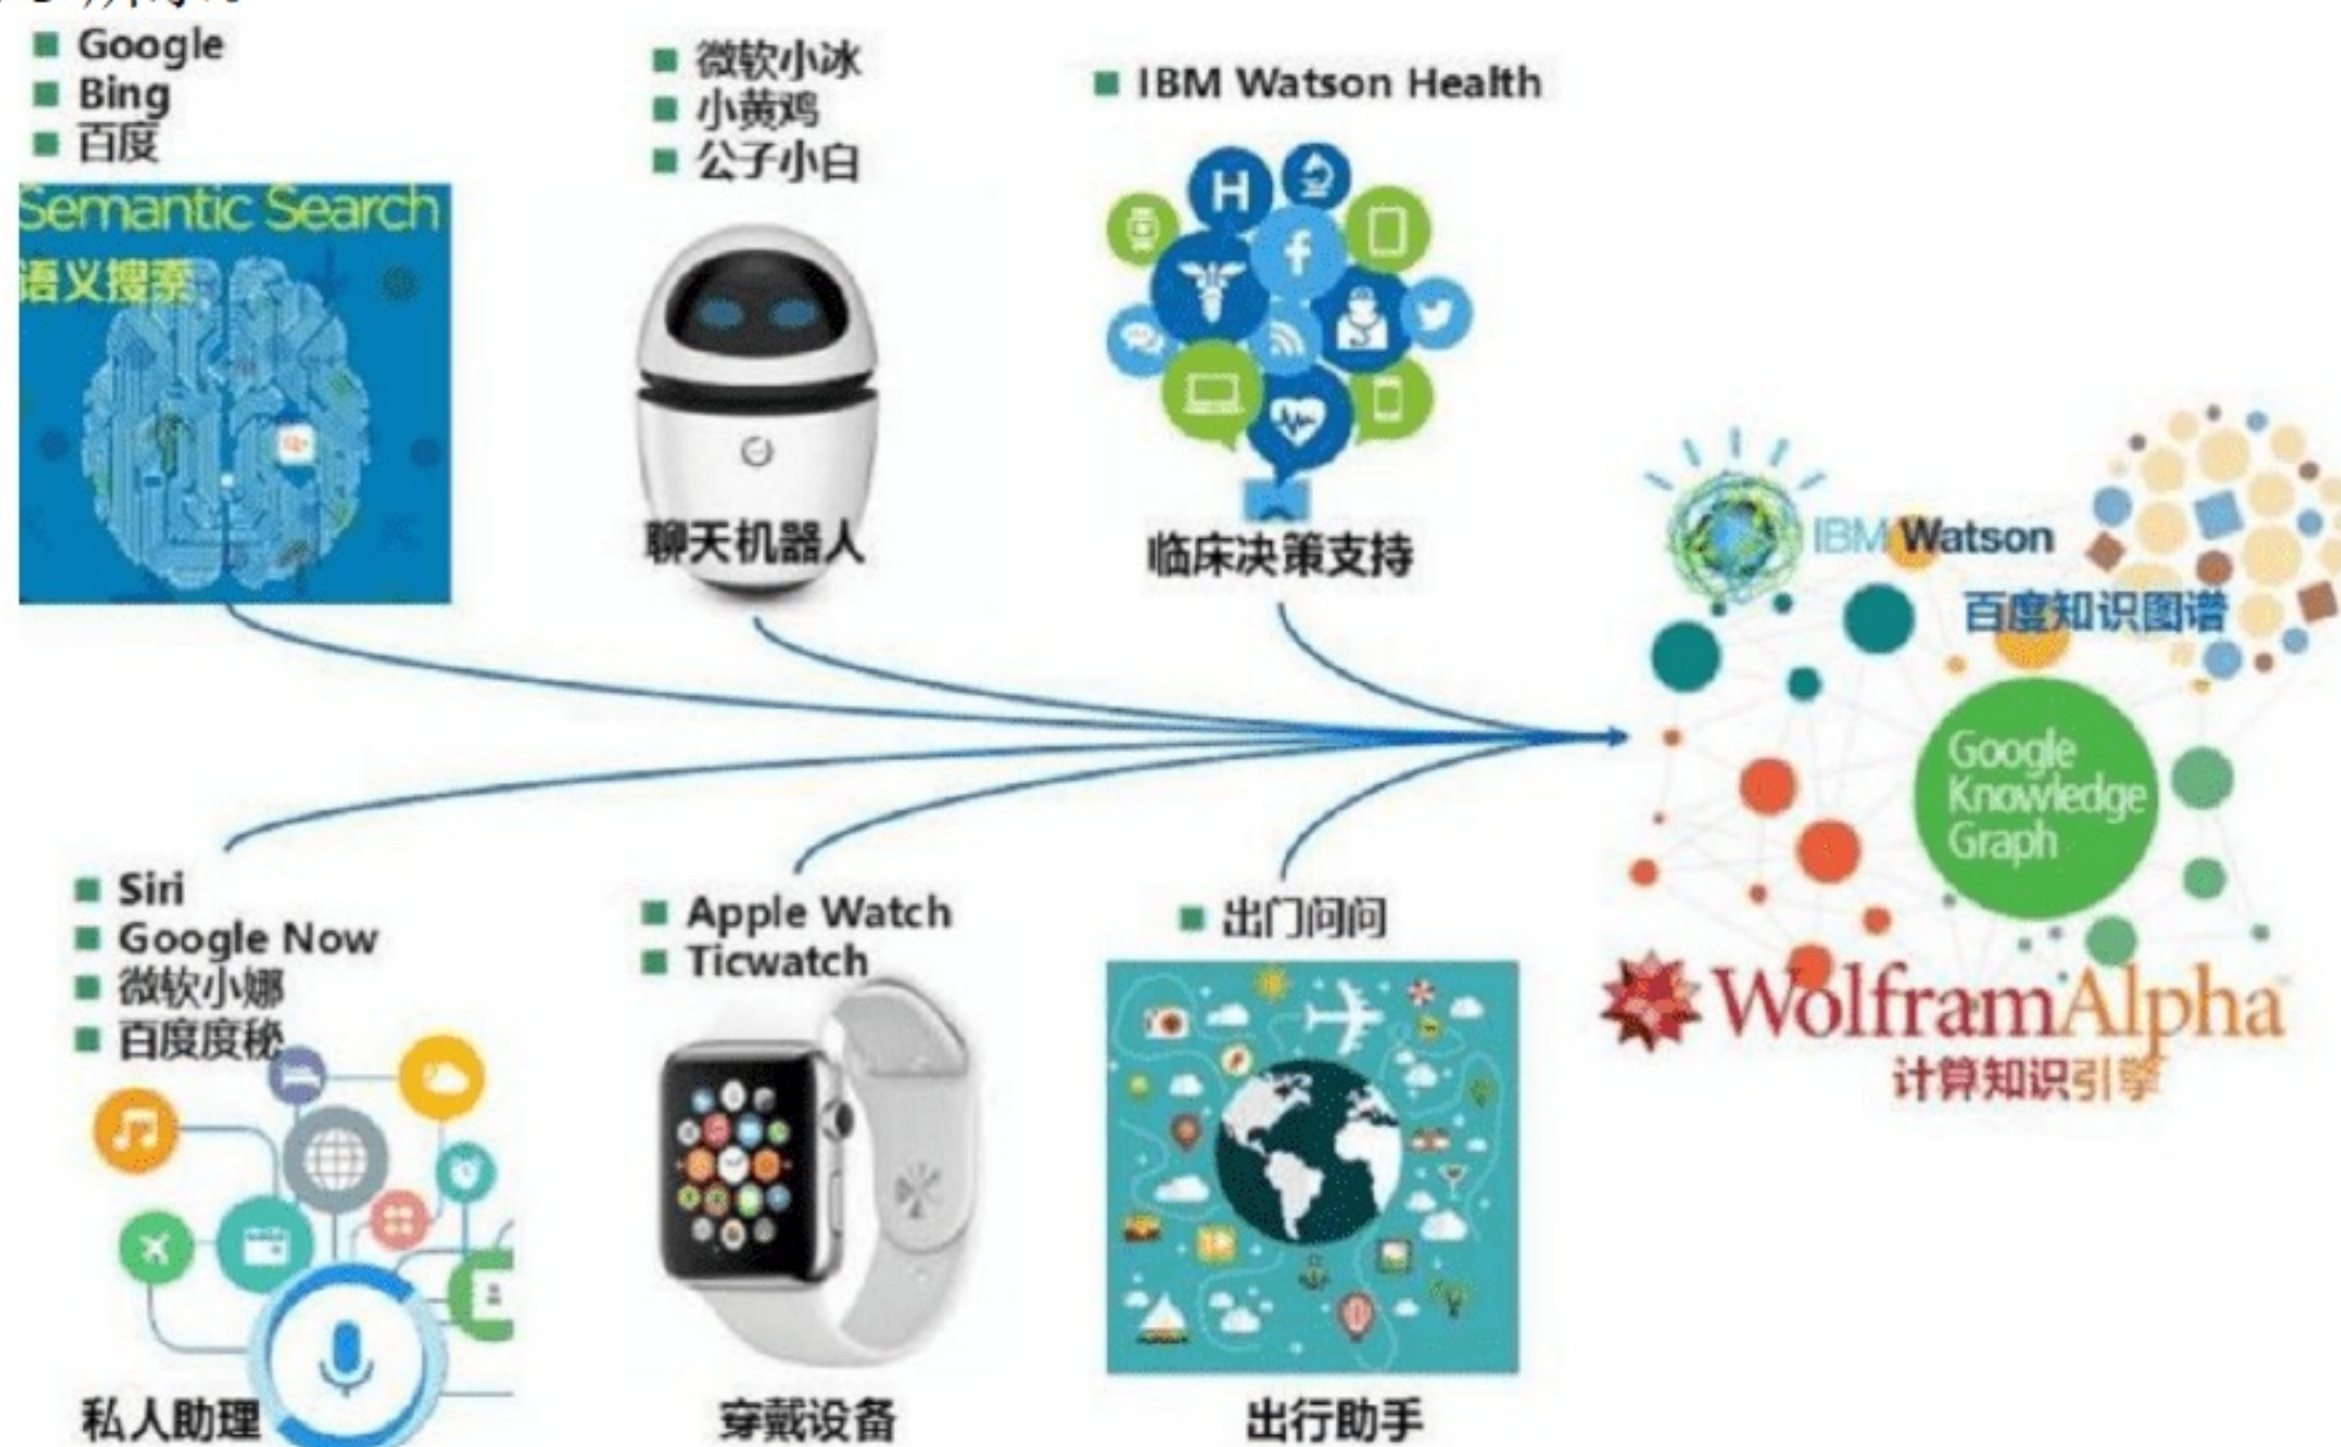 Google
Bing
百度
Semantic Search
语义搜索
微软小冰
小黄鸡
公子小白
聊天机器人
IBM Watson Health
H
f
临床决策支持
IBM Watson
百度知识图谱
Google
Knowledge
Graph
WolframAlpha
计算知识引擎
Siri
Google Now
微软小娜
百度度秘
私人助理
Apple Watch
Ticwatch
穿戴设备
出门问问
出行助手